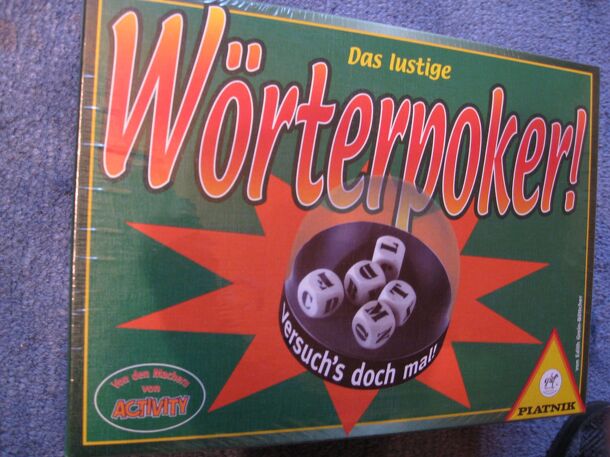 Das lustige
Wörterpoker!
Versuch's doch mal!
Von den Machern
von
ACTIVITY
PIATNIK